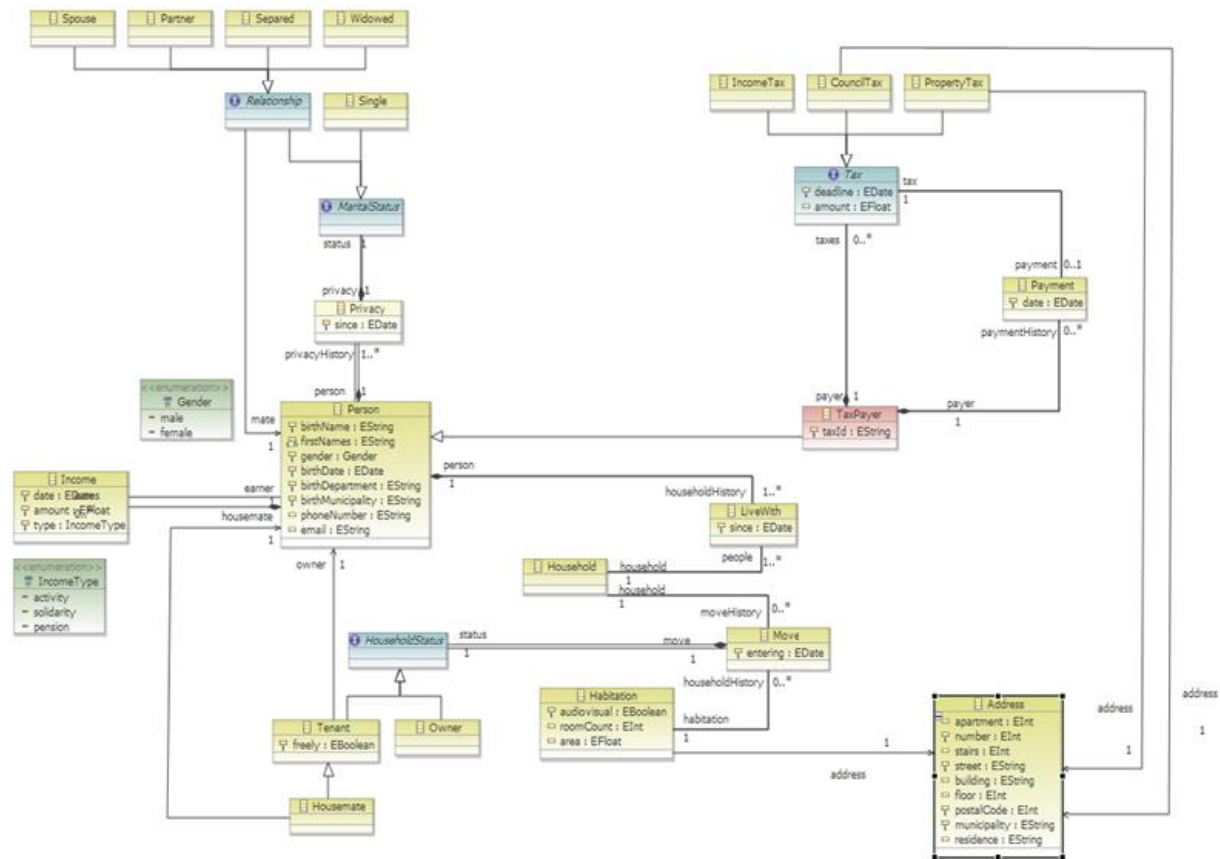 Spouse
Partner
Separed
Widowed
Relationship
Single
MaritalStatus
status 1
privacy 1
Privacy
since : EDate
privacyHistory 1..*
person 1
<<enumeration>>
Gender
male
female
mate
1
Person
birthName : EString
firstNames : EString
gender : Gender
birthDate : EDate
birthDepartment : EString
birthMunicipality : EString
phoneNumber : EString
email : EString
Income
amount : EFloat
type : IncomeType
earner
1
housemate
1
<<enumeration>>
IncomeType
activity
solidarity
pension
owner 1
IncomeTax
CouncilTax
PropertyTax
Tax
deadline : EDate
amount : EFloat
tax
1
taxes 0..*
payment 0..1
Payment
date : EDate
paymentHistory 0..*
payer 1
payer
1
TaxPayer
taxId : EString
person
1
householdHistory 1..*
LiveWith
since : EDate
people 1..*
Household
household
1
household
1
moveHistory 0..*
HouseholdStatus
status
1
move
1
Move
entering : EDate
householdHistory 0..*
Habitation
audiovisual : EBoolean
roomCount : EInt
area : EFloat
habitation
1
Tenant
freely : EBoolean
Owner
Housemate
1
address
Address
apartment : EInt
number : EInt
stairs : EInt
street : EString
building : EString
floor : EInt
postalCode : EInt
municipality : EString
residence : EString
address
1
address
1